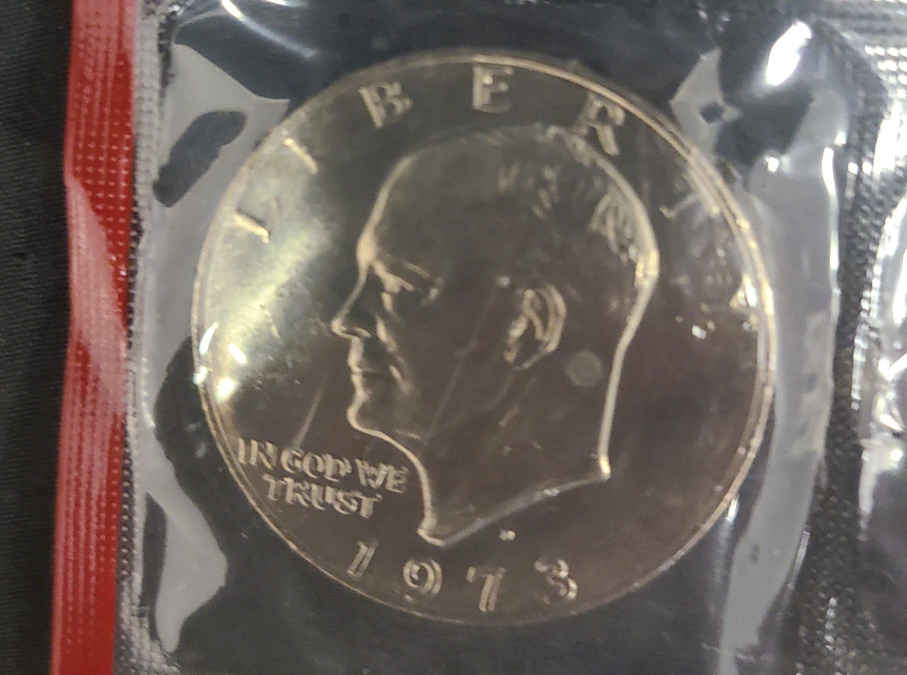 LIBERTY
IN GOD WE
TRUST
1973